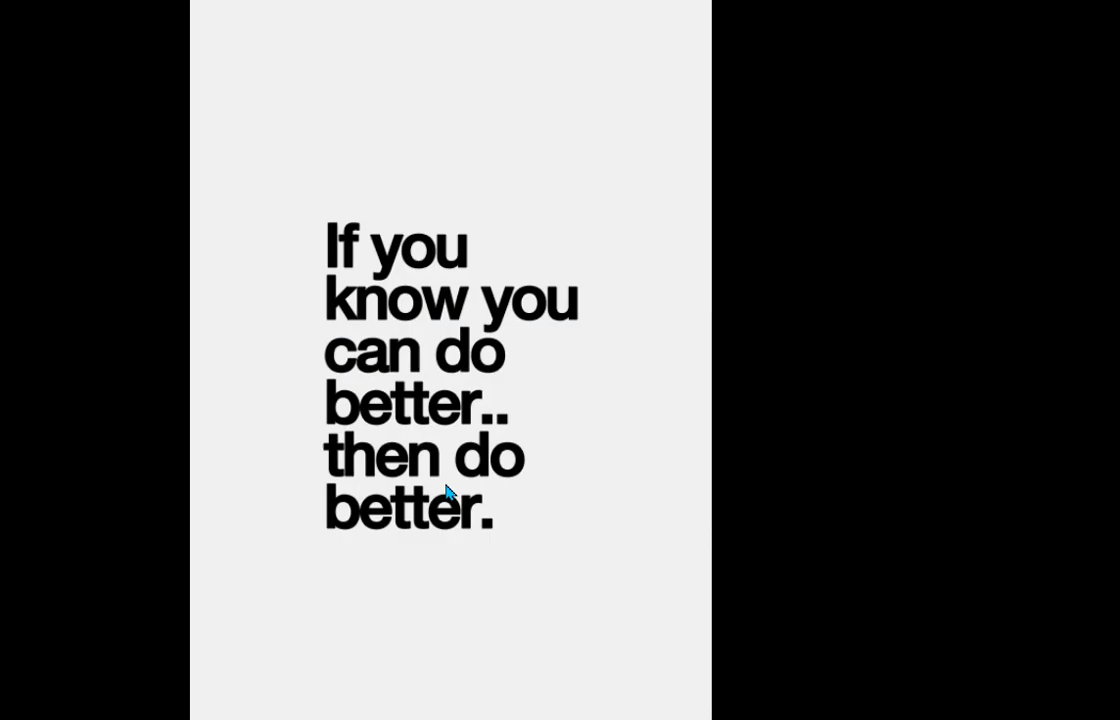 If you
know you
can do
better..
then do
better.